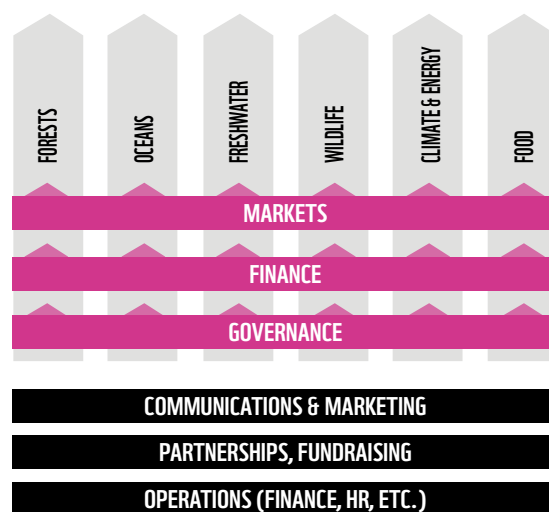 FORESTS
OCEANS
FRESHWATER
WILDLIFE
CLIMATE & ENERGY
FOOD
MARKETS
FINANCE
GOVERNANCE
COMMUNICATIONS & MARKETING
PARTNERSHIPS, FUNDRAISING
OPERATIONS (FINANCE, HR, ETC.)